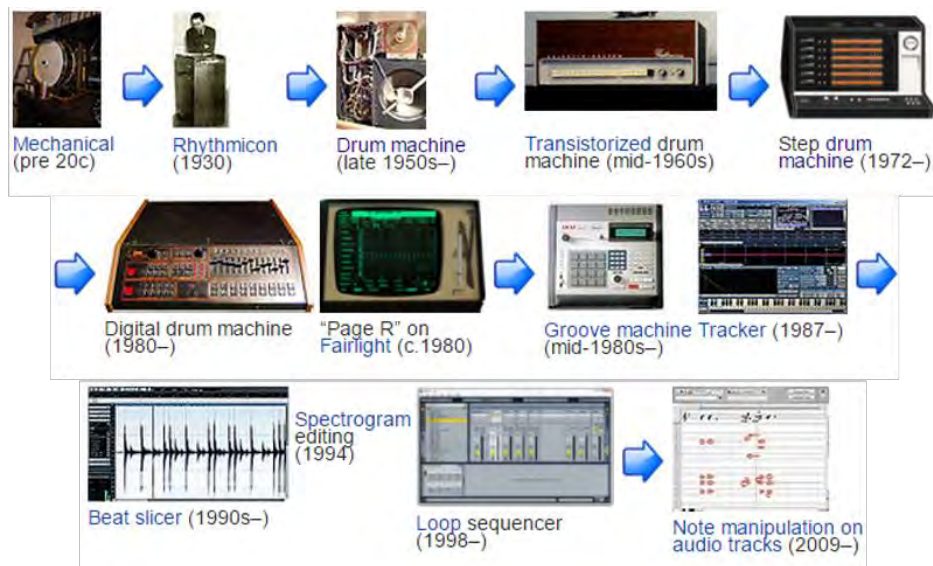 Mechanical
(pre 20c)
Rhythmicon
(1930)
Drum machine
(late 1950s–)
Transistorized drum
machine (mid-1960s)
Step drum
machine (1972–)
Digital drum machine
(1980–)
“Page R” on
Fairlight (c.1980)
Groove machine
(mid-1980s–)
Tracker (1987–)
Beat slicer (1990s–)
Spectrogram
editing
(1994)
Loop sequencer
(1998–)
Note manipulation on
audio tracks (2009–)